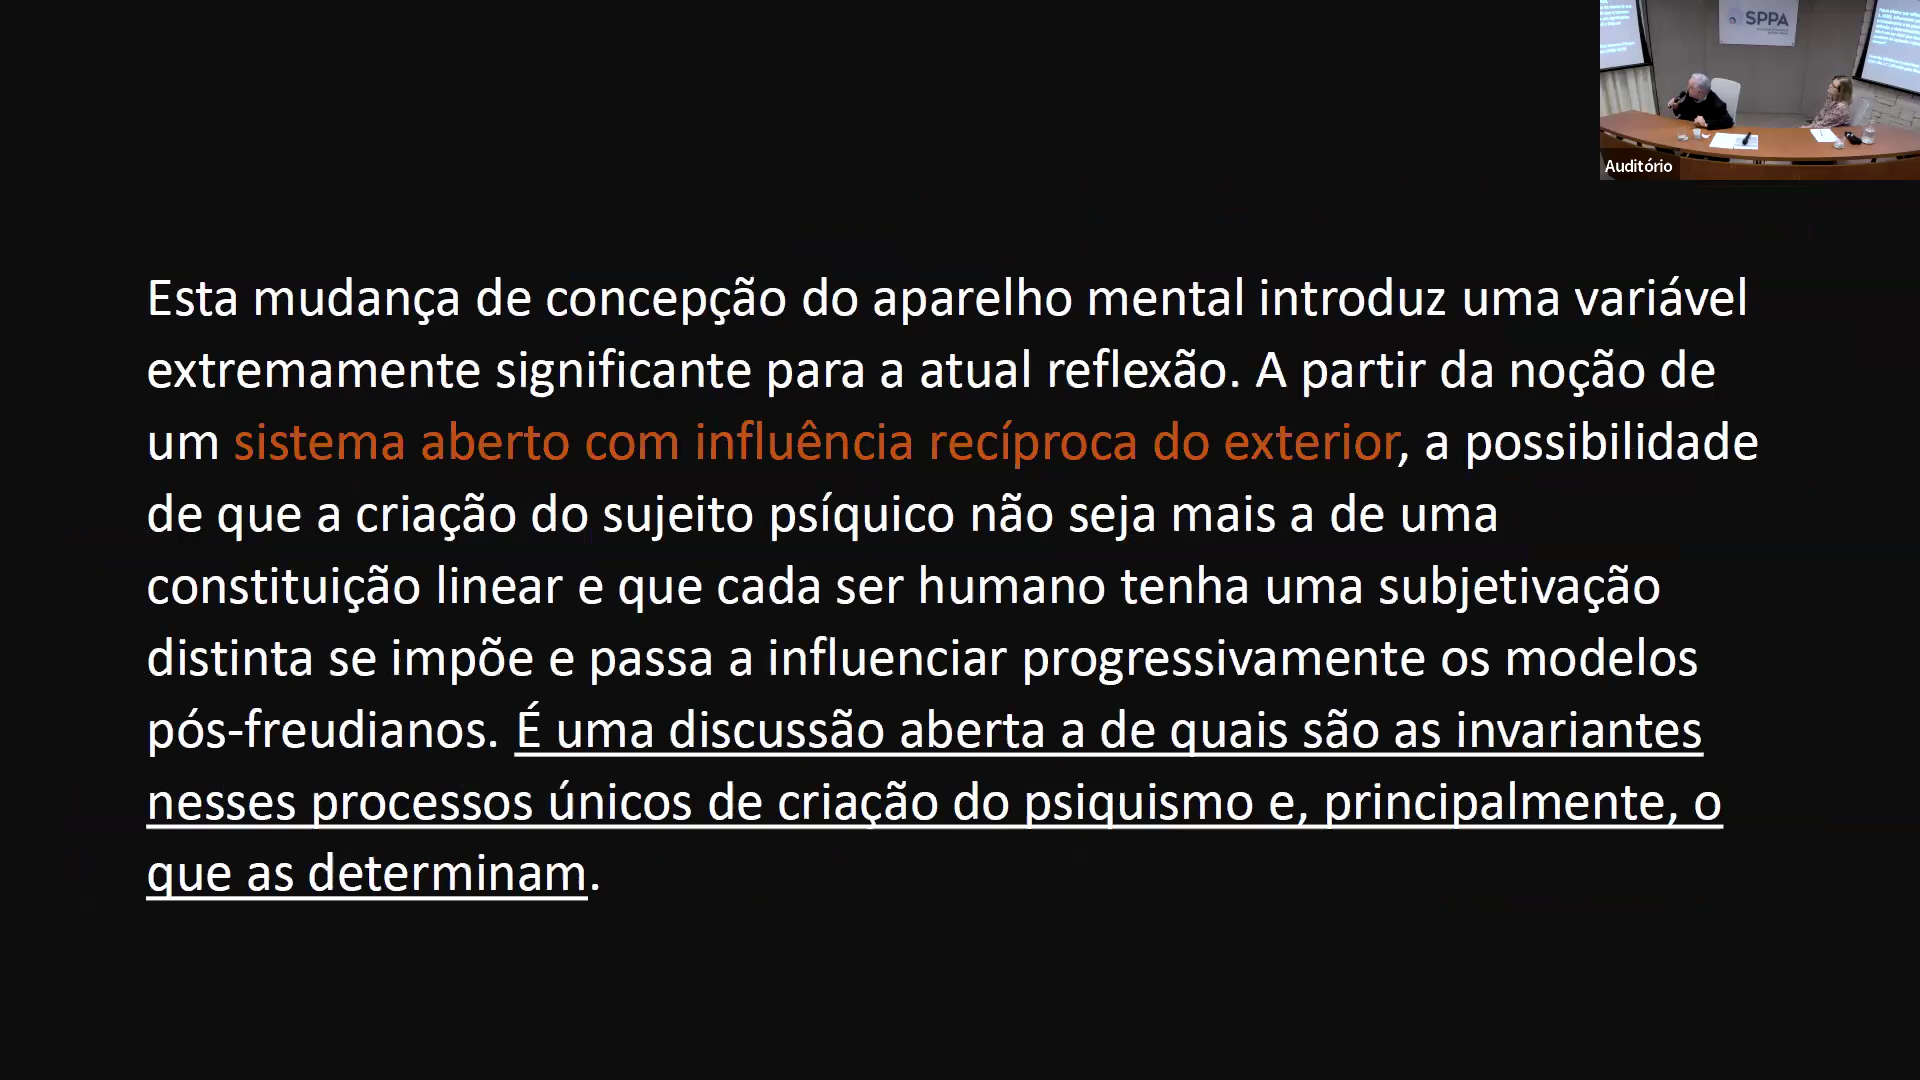 SPPA
Auditório
Esta mudança de concepção do aparelho mental introduz uma variável
extremamente significante para a atual reflexão. A partir da noção de
um sistema aberto com influência recíproca do exterior, a possibilidade
de que a criação do sujeito psíquico não seja mais a de uma
constituição linear e que cada ser humano tenha uma subjetivação
distinta se impõe e passa a influenciar progressivamente os modelos
pós-freudianos. É uma discussão aberta a de quais são as invariantes
nesses processos únicos de criação do psiquismo e, principalmente, o
que as determinam.